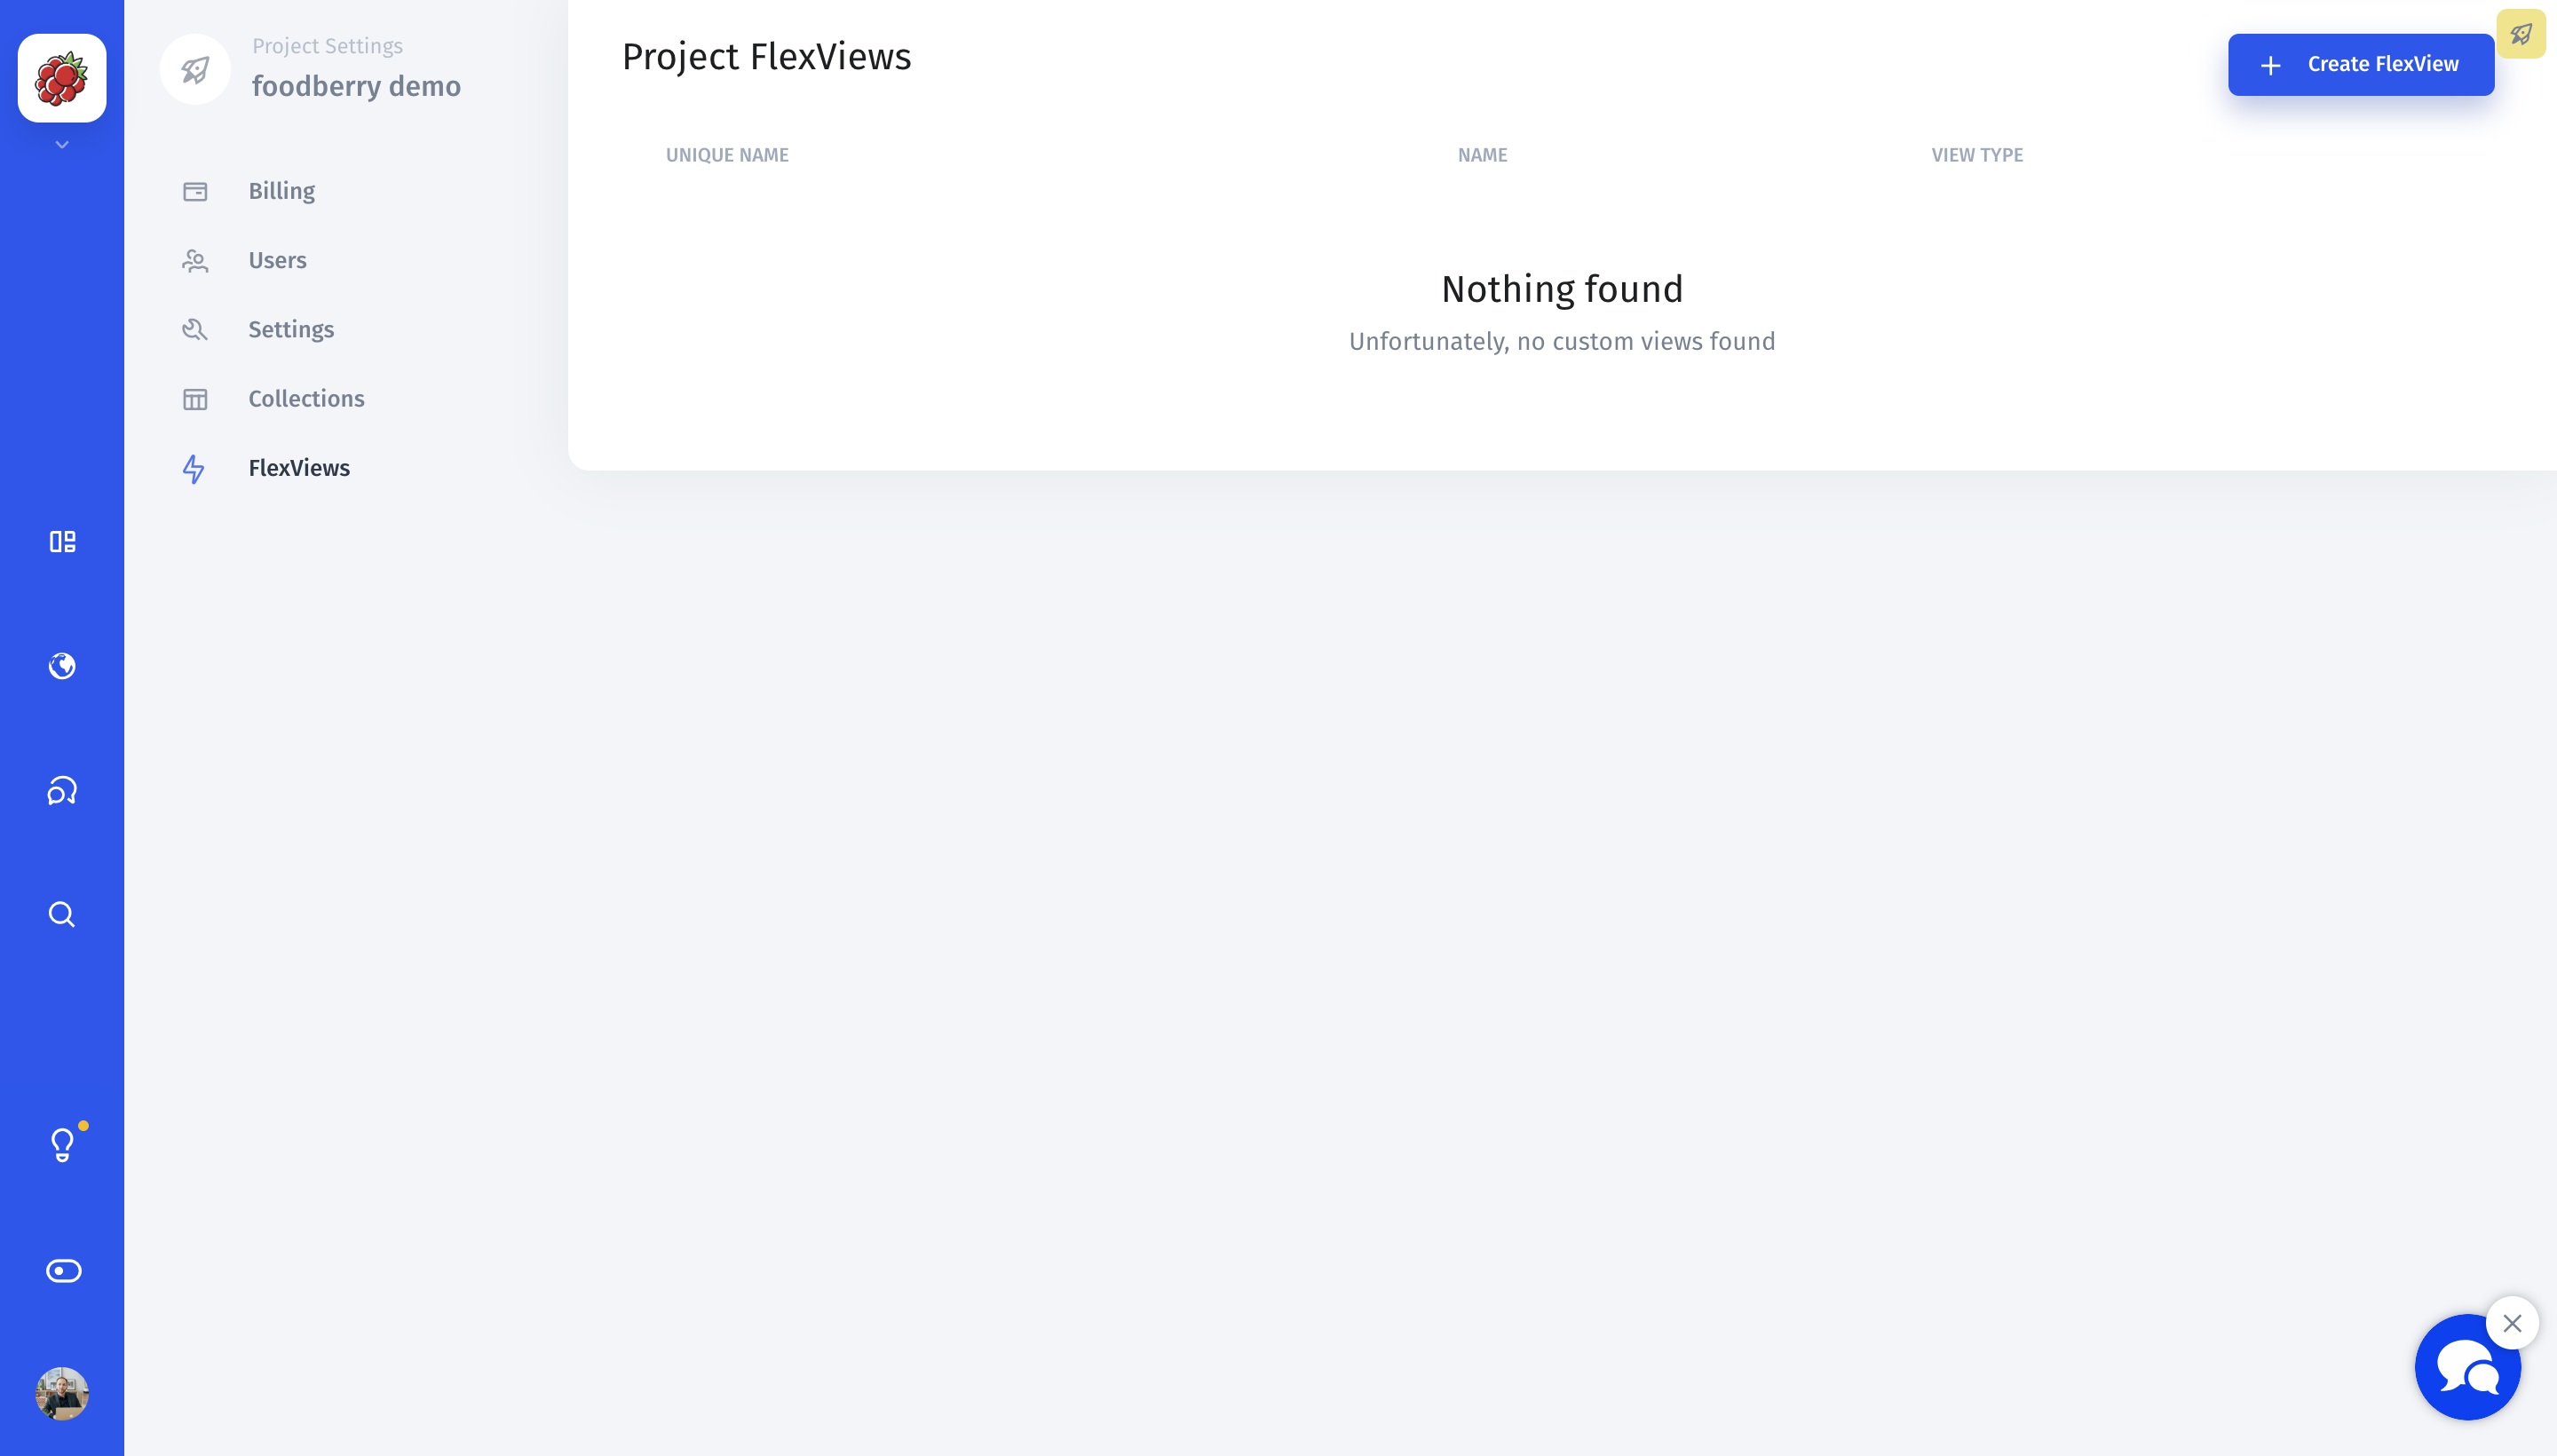 Project Settings
foodberry demo
Billing
Users
Settings
Collections
FlexViews
Project FlexViews
Create FlexView
UNIQUE NAME
NAME
VIEW TYPE
Nothing found
Unfortunately, no custom views found